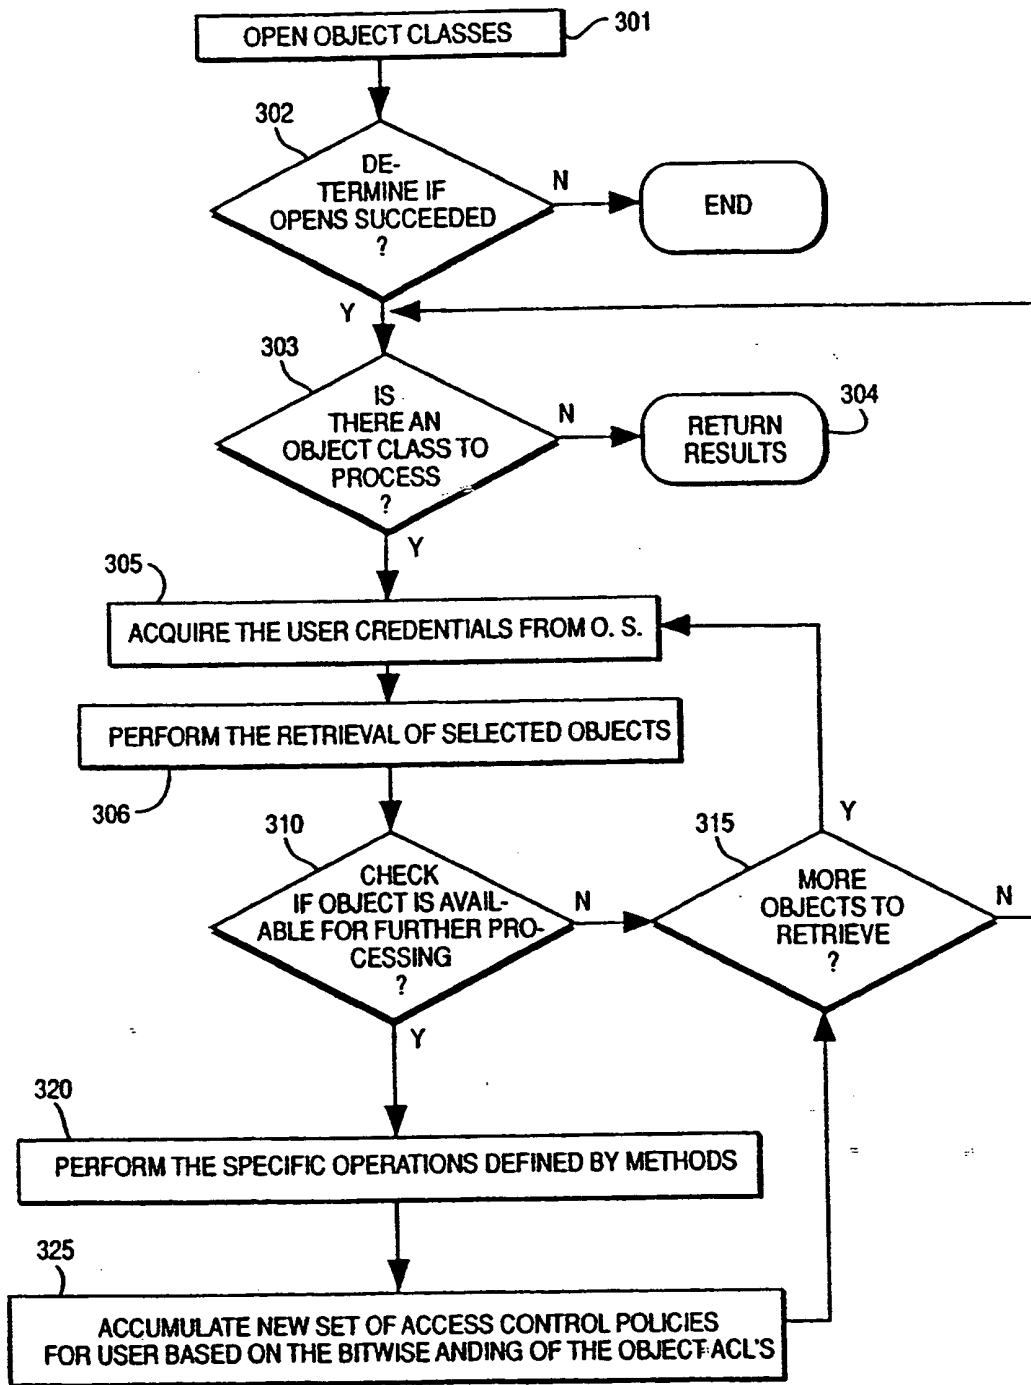 OPEN OBJECT CLASSES
301
302
DE-
TERMINE IF
OPENS SUCCEEDED
?
N
END
Y
303
IS
THERE AN
OBJECT CLASS TO
PROCESS
?
N
RETURN
RESULTS
304
Y
305
ACQUIRE THE USER CREDENTIALS FROM O. S.
PERFORM THE RETRIEVAL OF SELECTED OBJECTS
306
310
CHECK
IF OBJECT IS AVAIL-
ABLE FOR FURTHER PRO-
CESSING
?
N
Y
315
MORE
OBJECTS TO
RETRIEVE
?
Y
N
320
PERFORM THE SPECIFIC OPERATIONS DEFINED BY METHODS
325
ACCUMULATE NEW SET OF ACCESS CONTROL POLICIES
FOR USER BASED ON THE BITWISE ANDING OF THE OBJECT ACL'S